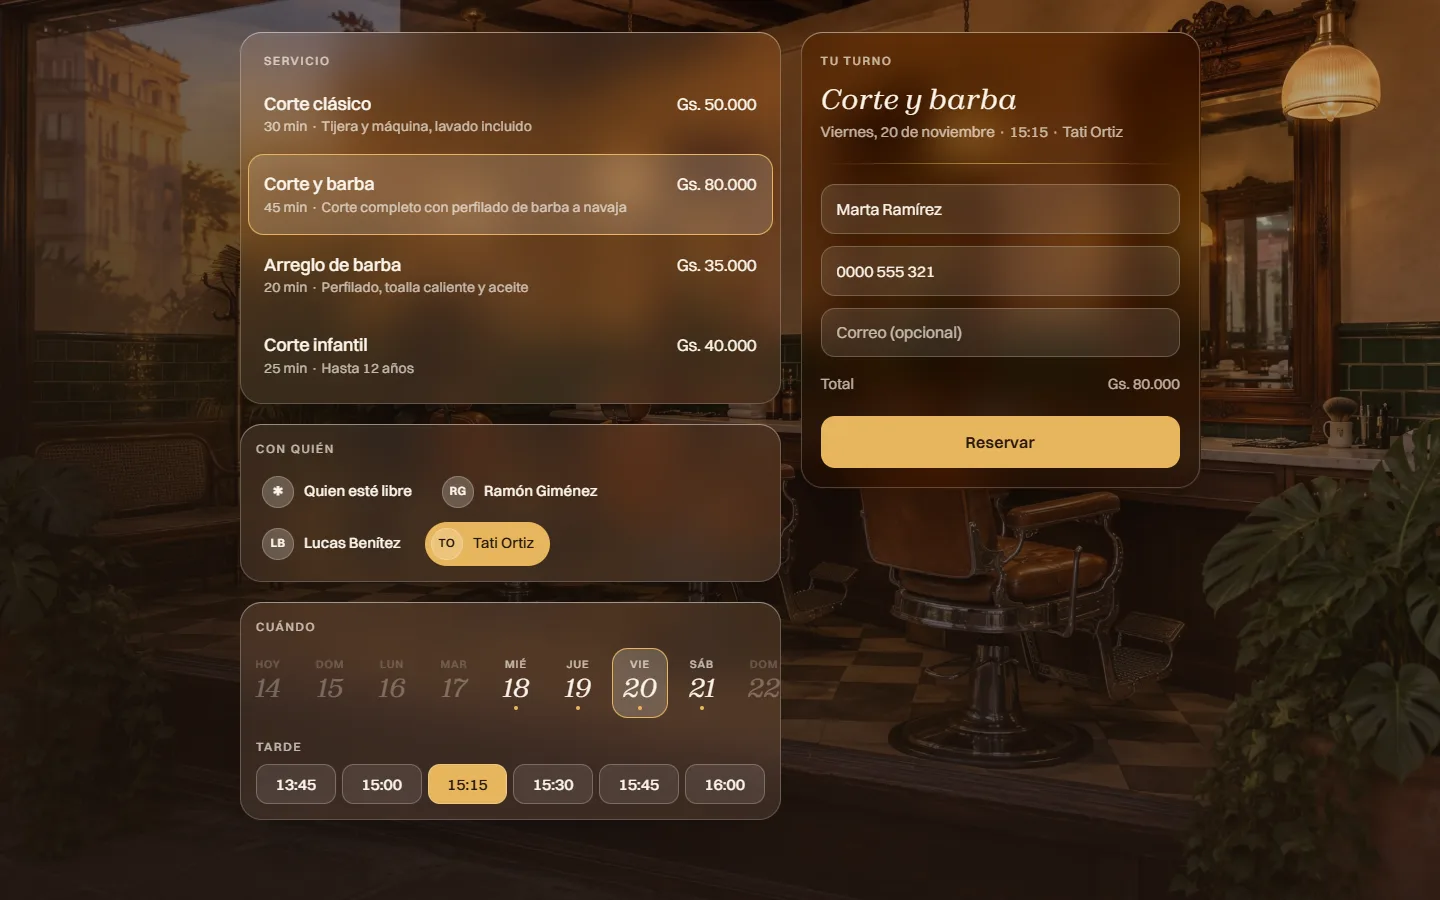 SERVICIO
Corte clásico Gs. 50.000
30 min · Tijera y máquina, lavado incluido
Corte y barba Gs. 80.000
45 min · Corte completo con perfilado de barba a navaja
Arreglo de barba Gs. 35.000
20 min · Perfilado, toalla caliente y aceite
Corte infantil Gs. 40.000
25 min · Hasta 12 años
CON QUIÉN
✱ Quien esté libre RG Ramón Giménez
LB Lucas Benítez TO Tati Ortiz
CUÁNDO
HOY DOM LUN MAR MIÉ JUE VIE SÁB DOM
14 15 16 17 18 19 20 21 22
TARDE
13:45 15:00 15:15 15:30 15:45 16:00
TU TURNO
Corte y barba
Viernes, 20 de noviembre · 15:15 · Tati Ortiz
Marta Ramírez
0000 555 321
Correo (opcional)
Total Gs. 80.000
Reservar